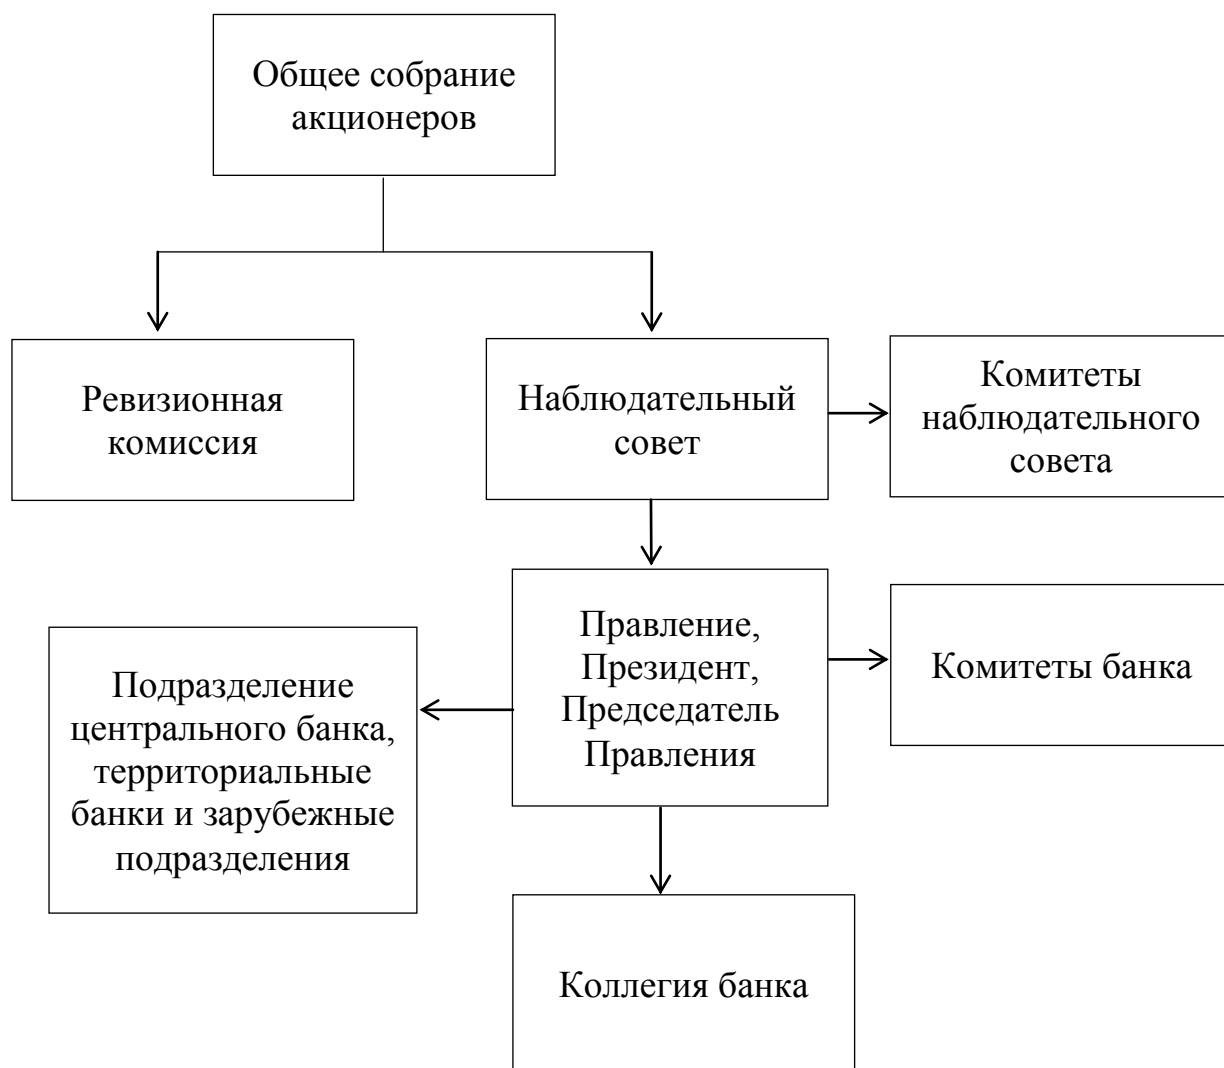 Общее собрание
акционеров
Ревизионная
комиссия
Наблюдательный
совет
Комитеты
наблюдательного
совета
Подразделение
центрального банка,
территориальные
банки и зарубежные
подразделения
Правление,
Президент,
Председатель
Правления
Комитеты банка
Коллегия банка